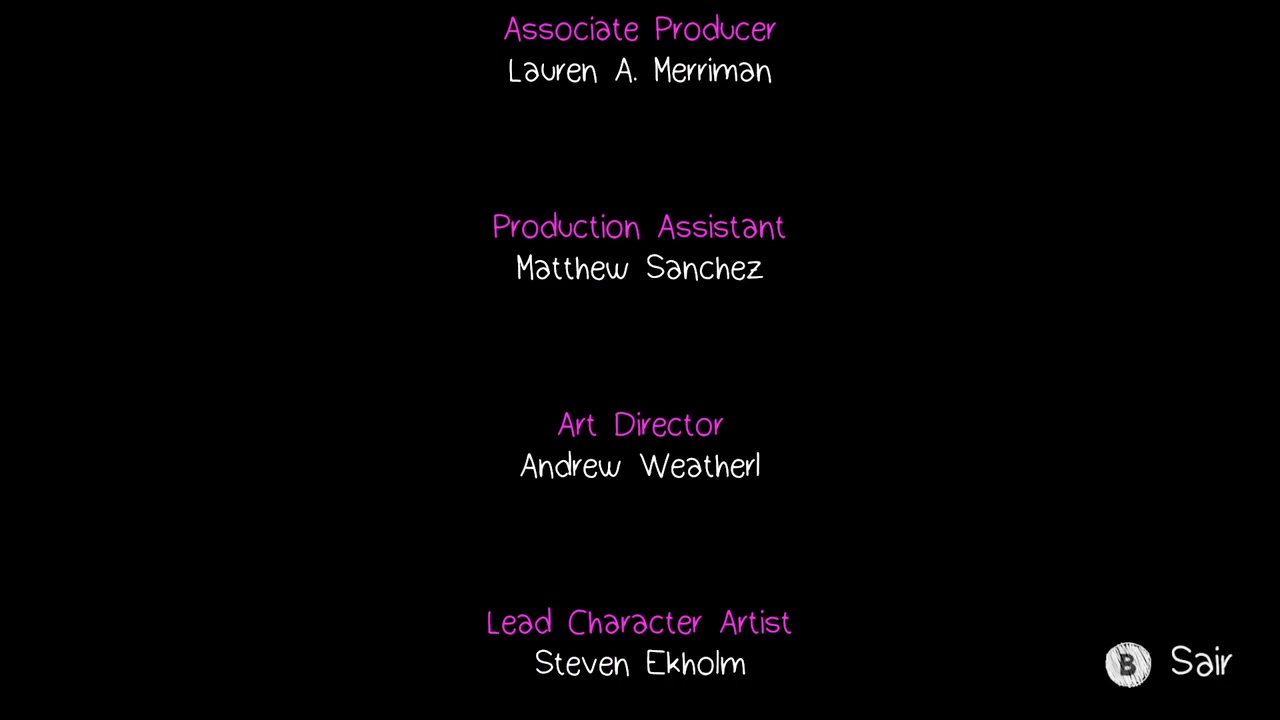 Associate Producer
Lauren A. Merriman
Production Assistant
Matthew Sanchez
Art Director
Andrew Weatherl
Lead Character Artist
Steven Ekholm
B Sair